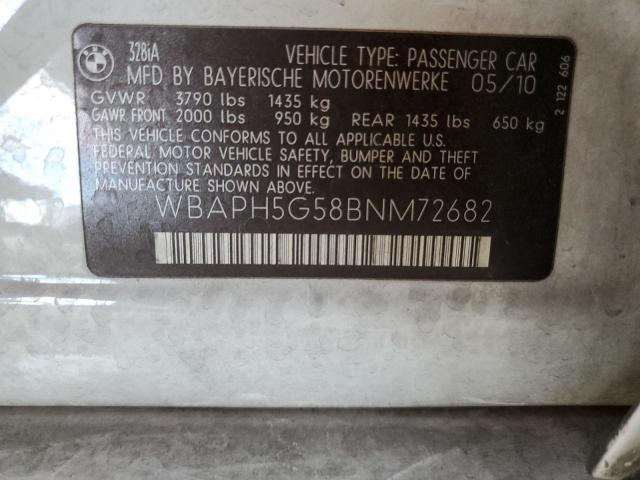 BMW
328iA VEHICLE TYPE: PASSENGER CAR
MFD BY BAYERISCHE MOTORENWERKE 05/10
GVWR 3790 lbs 1435 kg
GAWR FRONT 2000 lbs 950 kg REAR 1435 lbs 650 kg
THIS VEHICLE CONFORMS TO ALL APPLICABLE U.S.
FEDERAL MOTOR VEHICLE SAFETY, BUMPER AND THEFT
PREVENTION STANDARDS IN EFFECT ON THE DATE OF
MANUFACTURE SHOWN ABOVE.
WBAPH5G58BNM72682
2 122 606